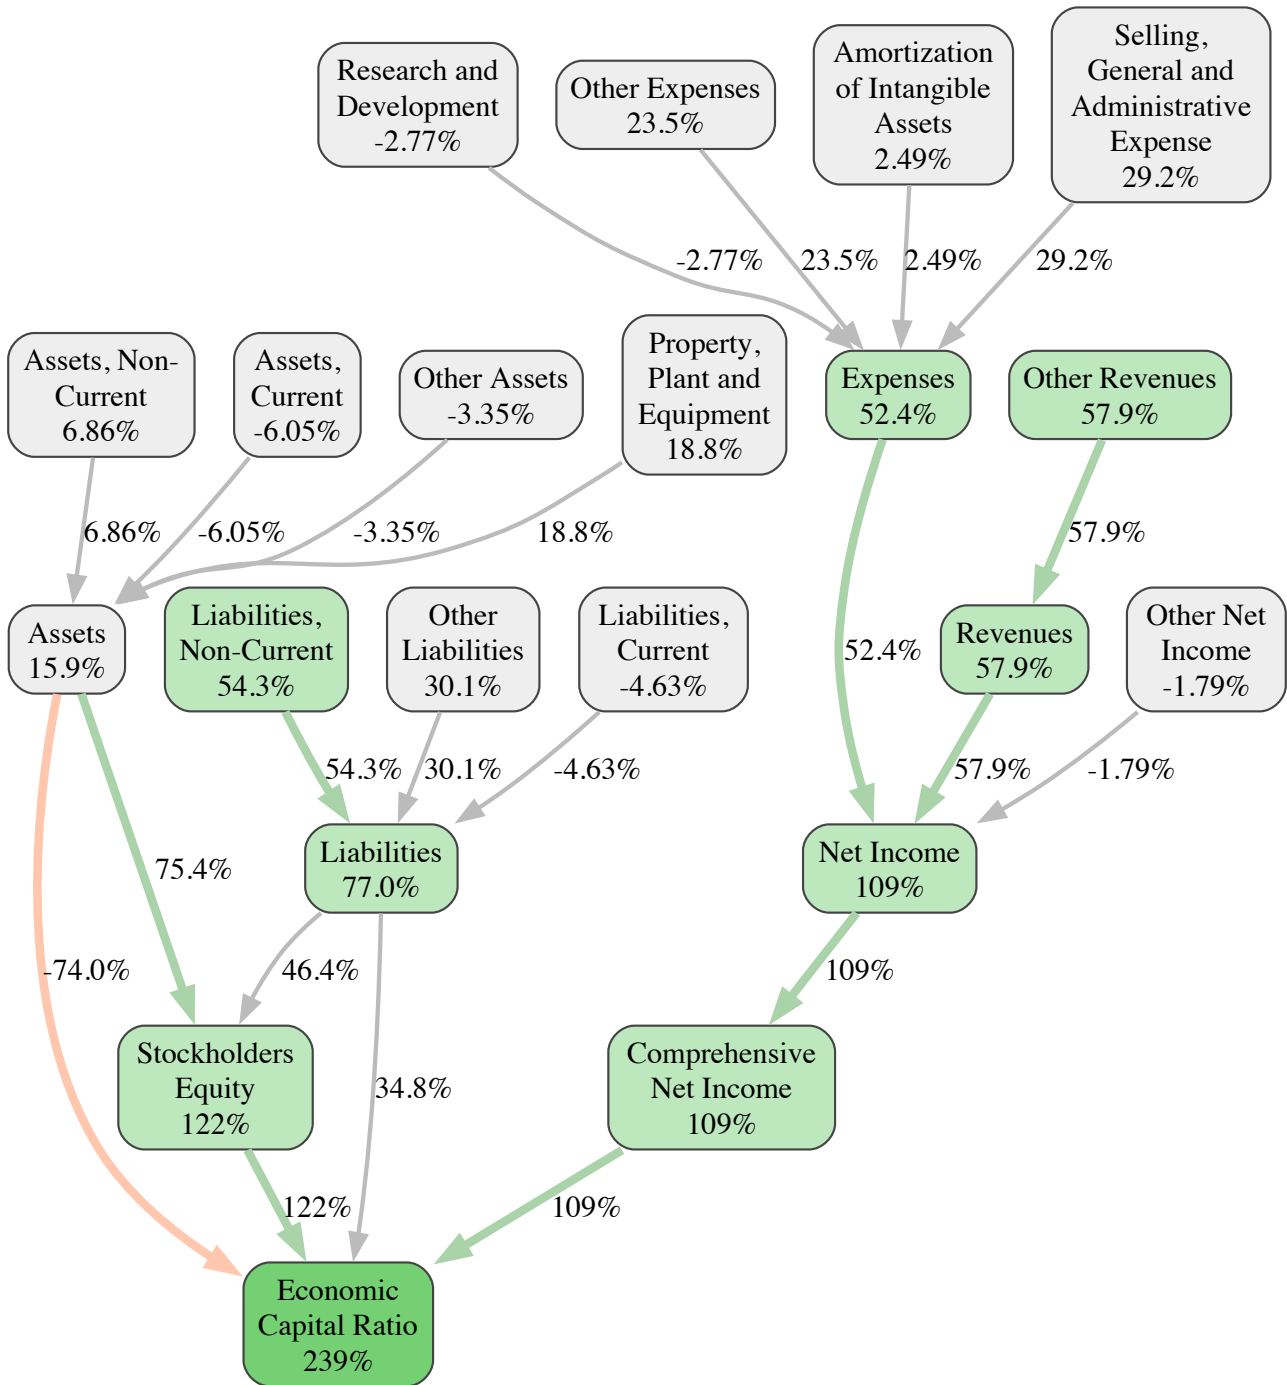 Research and
Development
-2.77%
Other Expenses
23.5%
Amortization
of Intangible
Assets
2.49%
Selling,
General and
Administrative
Expense
29.2%
-2.77%
23.5%
2.49%
29.2%
Assets, Non-
Current
6.86%
Assets,
Current
-6.05%
Other Assets
-3.35%
Property,
Plant and
Equipment
18.8%
Expenses
52.4%
Other Revenues
57.9%
6.86%
-6.05%
-3.35%
18.8%
57.9%
Assets
15.9%
Liabilities,
Non-Current
54.3%
Other
Liabilities
30.1%
Liabilities,
Current
-4.63%
52.4%
Revenues
57.9%
Other Net
Income
-1.79%
54.3%
30.1%
-4.63%
57.9%
-1.79%
75.4%
Liabilities
77.0%
Net Income
109%
-74.0%
46.4%
109%
Stockholders
Equity
122%
34.8%
Comprehensive
Net Income
109%
122%
109%
Economic
Capital Ratio
239%